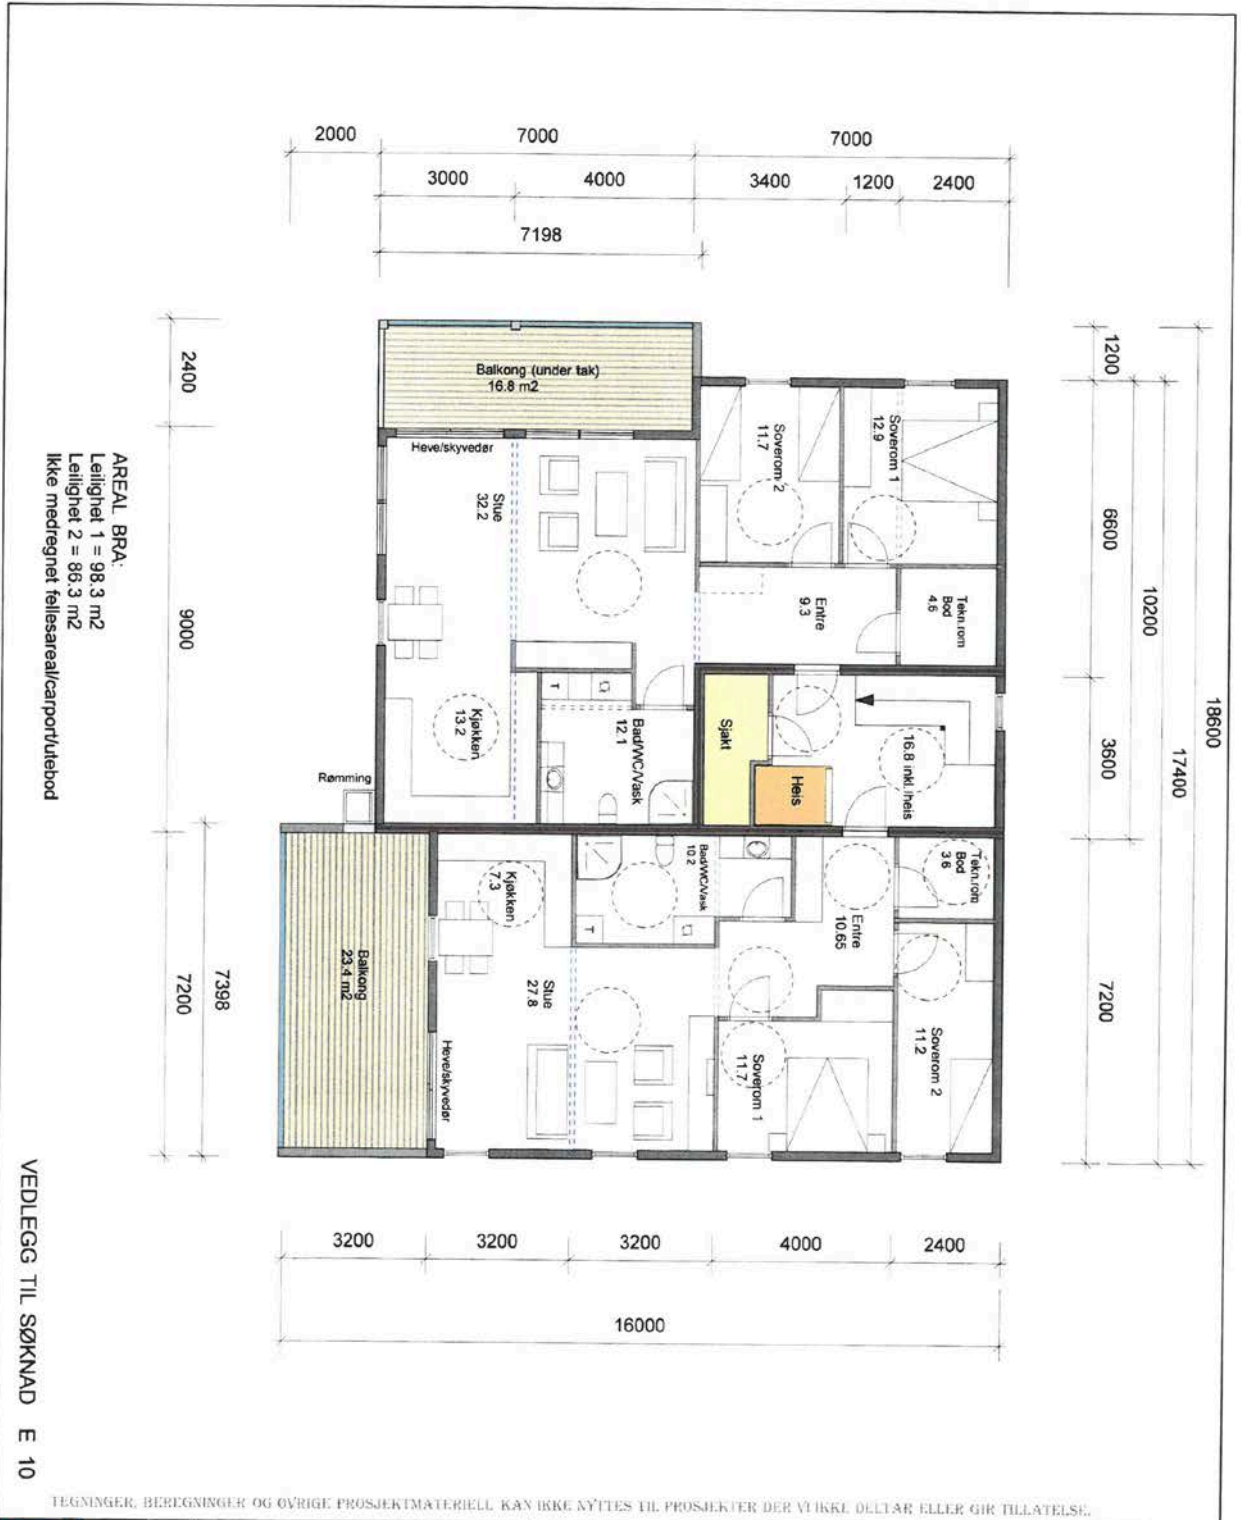 2000
7000
7000
3000
4000
3400
1200
2400
7198
2400
9000
7200
7398
1200
6600
3600
7200
10200
17400
18600
Balkong (under tak)
16.8 m2
Heve/skyvedør
Stue
32.2
Soverom 2
11.7
Soverom 1
12.9
Entre
9.3
Tekn.rom
Bod
4.6
Kjøkken
13.2
T
Bad/WC/Vask
12.1
Sjakt
Heis
16.8 inkl.heis
Rømming
Balkong
23.4 m2
Kjøkken
7.3
Bad/WC/Vask
10.2
T
Entre
10.65
Tekn.rom
Bod
3.6
Stue
27.8
Heve/skyvedør
Soverom 1
11.7
Soverom 2
11.2
3200
3200
3200
4000
2400
16000
AREAL BRA:
Leilighet 1 = 98.3 m2
Leilighet 2 = 86.3 m2
Ikke medregnet fellesareal/carport/utebod
VEDLEGG TIL SØKNAD E 10
TEGNINGER, BEREGNINGER OG ØVRIGE PROSJEKTMATERIELL KAN IKKE NYTTES TIL PROSJEKTER DER VI IKKE DELTAR ELLER GIR TILLATELSE.